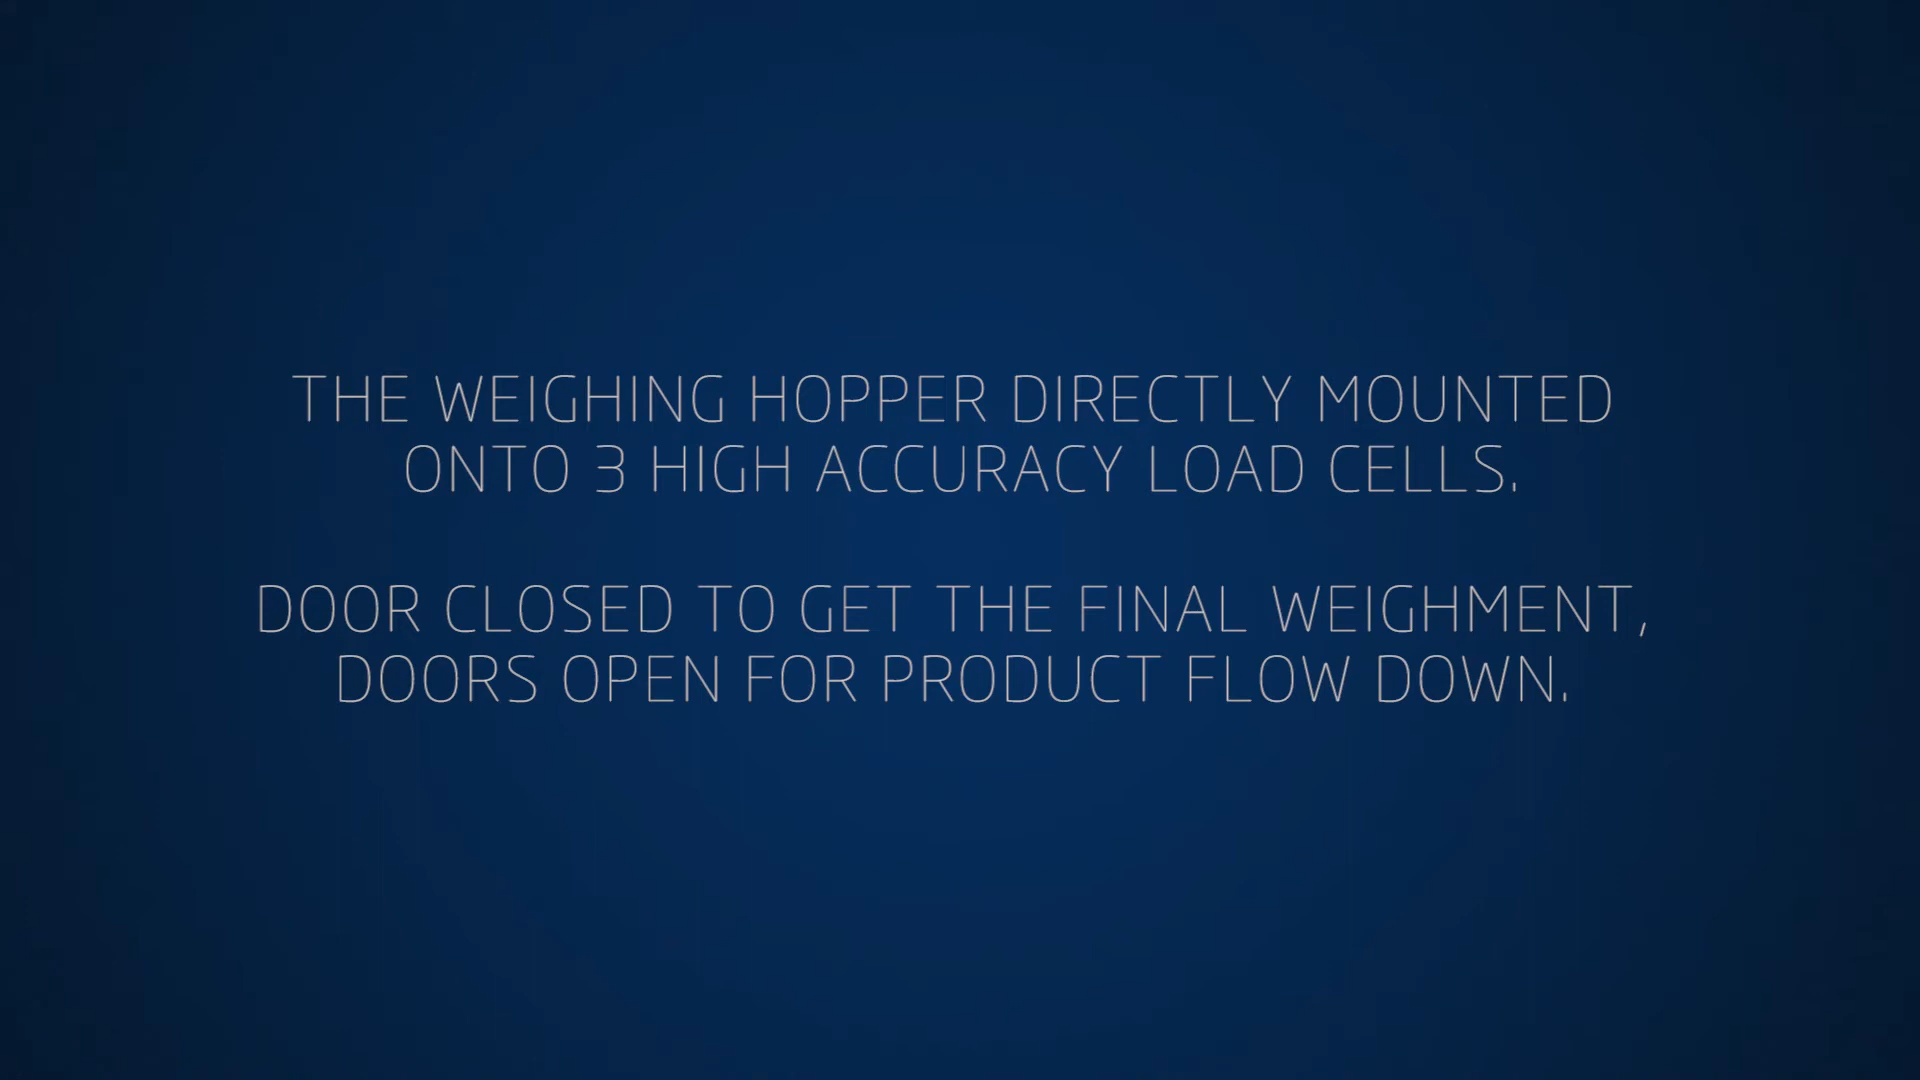 THE WEIGHING HOPPER DIRECTLY MOUNTED
ONTO 3 HIGH ACCURACY LOAD CELLS.
DOOR CLOSED TO GET THE FINAL WEIGHMENT,
DOORS OPEN FOR PRODUCT FLOW DOWN.